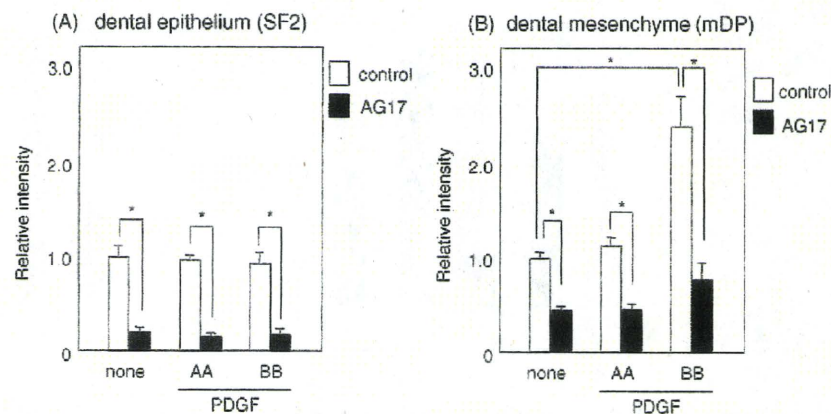 (A) dental epithelium (SF2)
Relative intensity
3.0
2.0
1.0
0
control
AG17
*
*
*
none
AA
BB
PDGF
(B) dental mesenchyme (mDP)
Relative intensity
3.0
2.0
1.0
0
control
AG17
*
*
*
*
none
AA
BB
PDGF